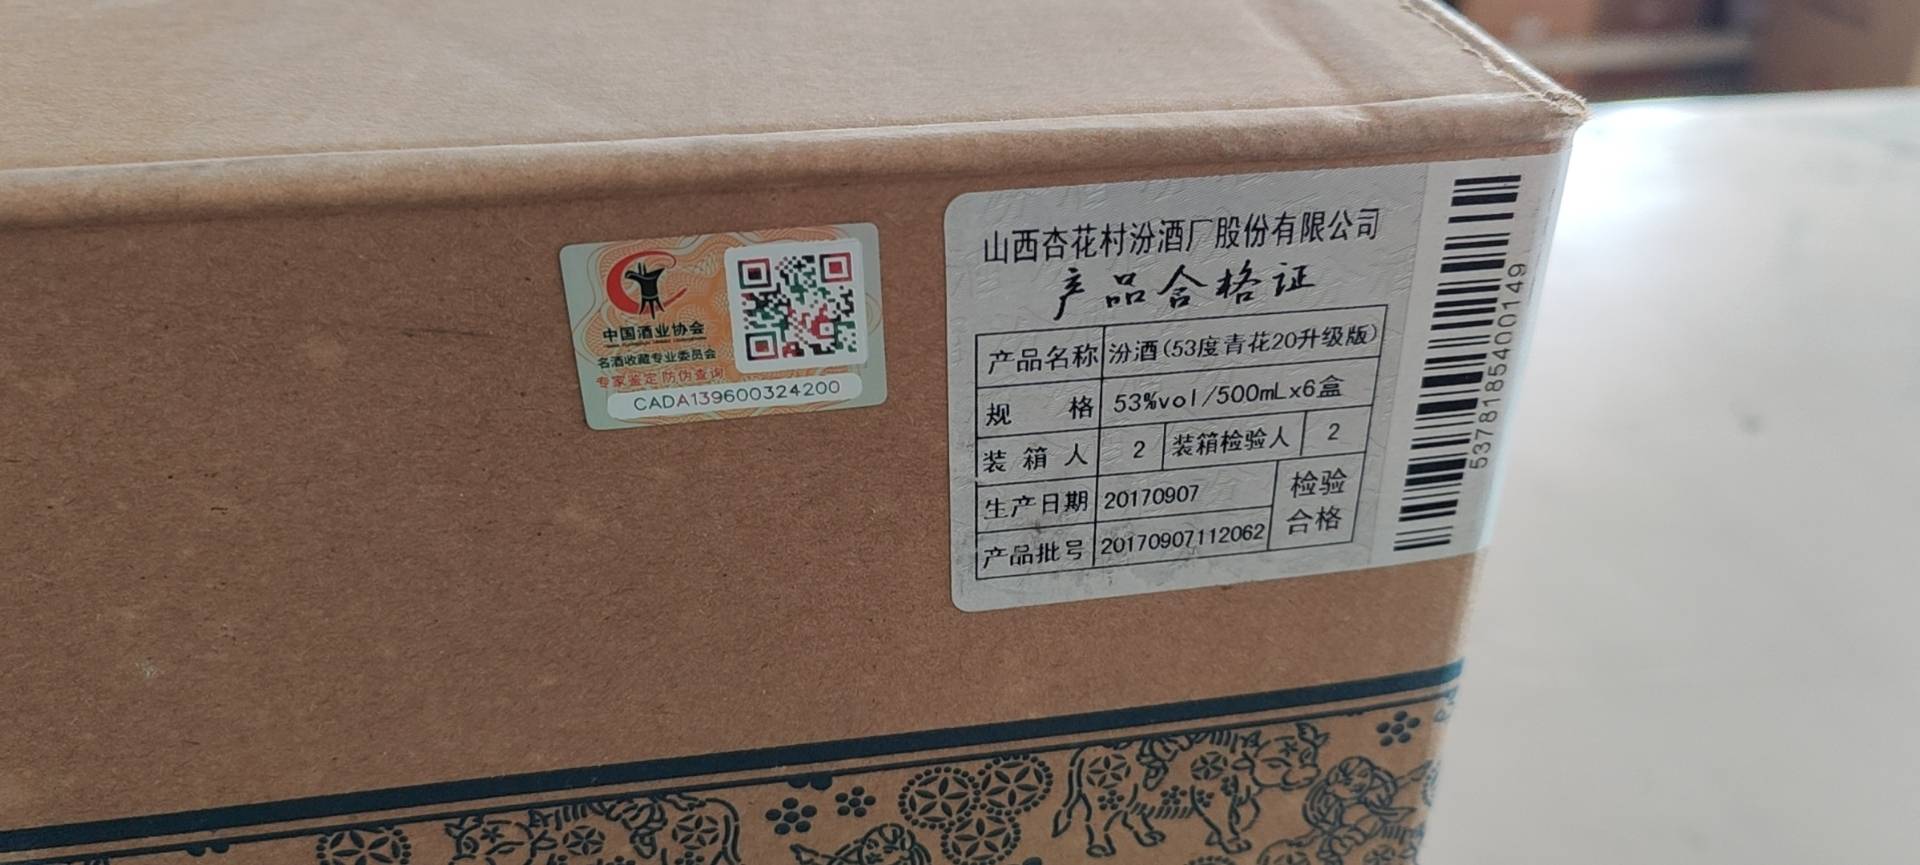 中国酒业协会
名酒收藏专业委员会
专家鉴定 防伪查询
CADA139600324200
山西杏花村汾酒厂股份有限公司
产品合格证
产品名称 汾酒(53度青花20升级版)
规 格 53%vol/500mLx6盒
装 箱 人 2 装箱检验人 2
生产日期 20170907 检验
产品批号 20170907112062 合格
5378185400149